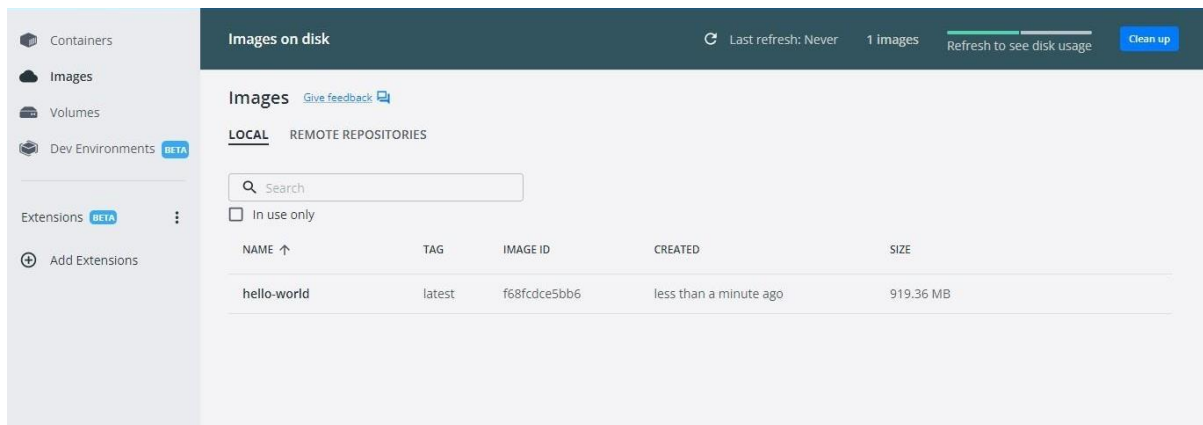 Containers
Images
Volumes
Dev Environments BETA
Extensions BETA
Add Extensions
Images on disk
Last refresh: Never
1 images
Refresh to see disk usage
Clean up
Images Give feedback
LOCAL REMOTE REPOSITORIES
Search
In use only
NAME TAG IMAGE ID CREATED SIZE
hello-world latest f68fcdce5bb6 less than a minute ago 919.36 MB